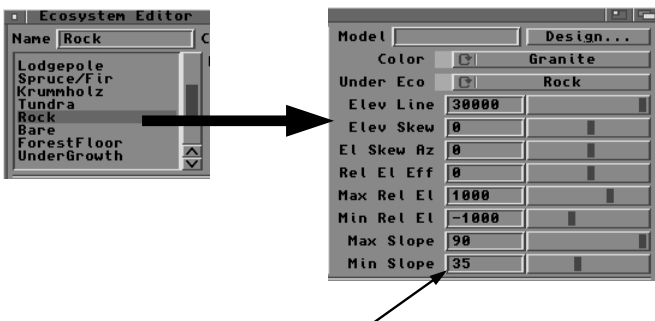 Ecosystem Editor
Name Rock
C
Lodgepole
Spruce/Fir
Krummholz
Tundra
Rock
Bare
ForestFloor
UnderGrowth
Model Design...
Color Granite
Under Eco Rock
Elev Line 30000
Elev Skew 0
El Skew Az 0
Rel El Eff 0
Max Rel El 1000
Min Rel El -1000
Max Slope 90
Min Slope 35